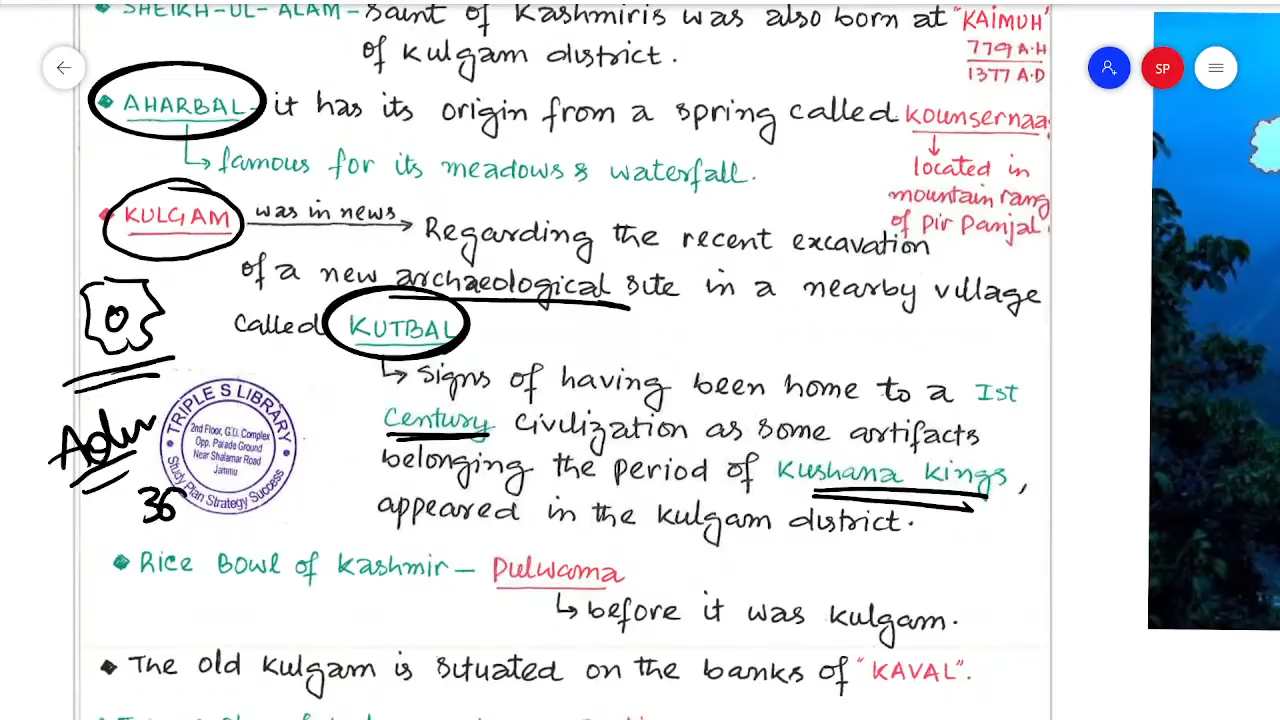 • SHEIKH-UL-ALAM - Saint of Kashmiris was also born at "KAIMUH"
of Kulgam district.
779 A.H
1377 A.D
• AHARBAL - it has its origin from a spring called Kounsernaag
↳ famous for its meadows & waterfall.
↓
located in
mountain rang
of Pir Panjal.
• KULGAM was in news → Regarding the recent excavation
of a new archaeological site in a nearby village
called KUTBAL
↳ Signs of having been home to a Ist
Century Civilization as some artifacts
belonging the period of Kushana Kings,
appeared in the Kulgam district.
TRIPLE S LIBRARY
2nd Floor, G.D. Complex
Opp. Parade Ground
Near Shalamar Road
Jammu
Study Plan Strategy Success
36
• Rice Bowl of Kashmir - Pulwama
↳ before it was Kulgam.
• The old Kulgam is situated on the banks of "KAVAL".
SP